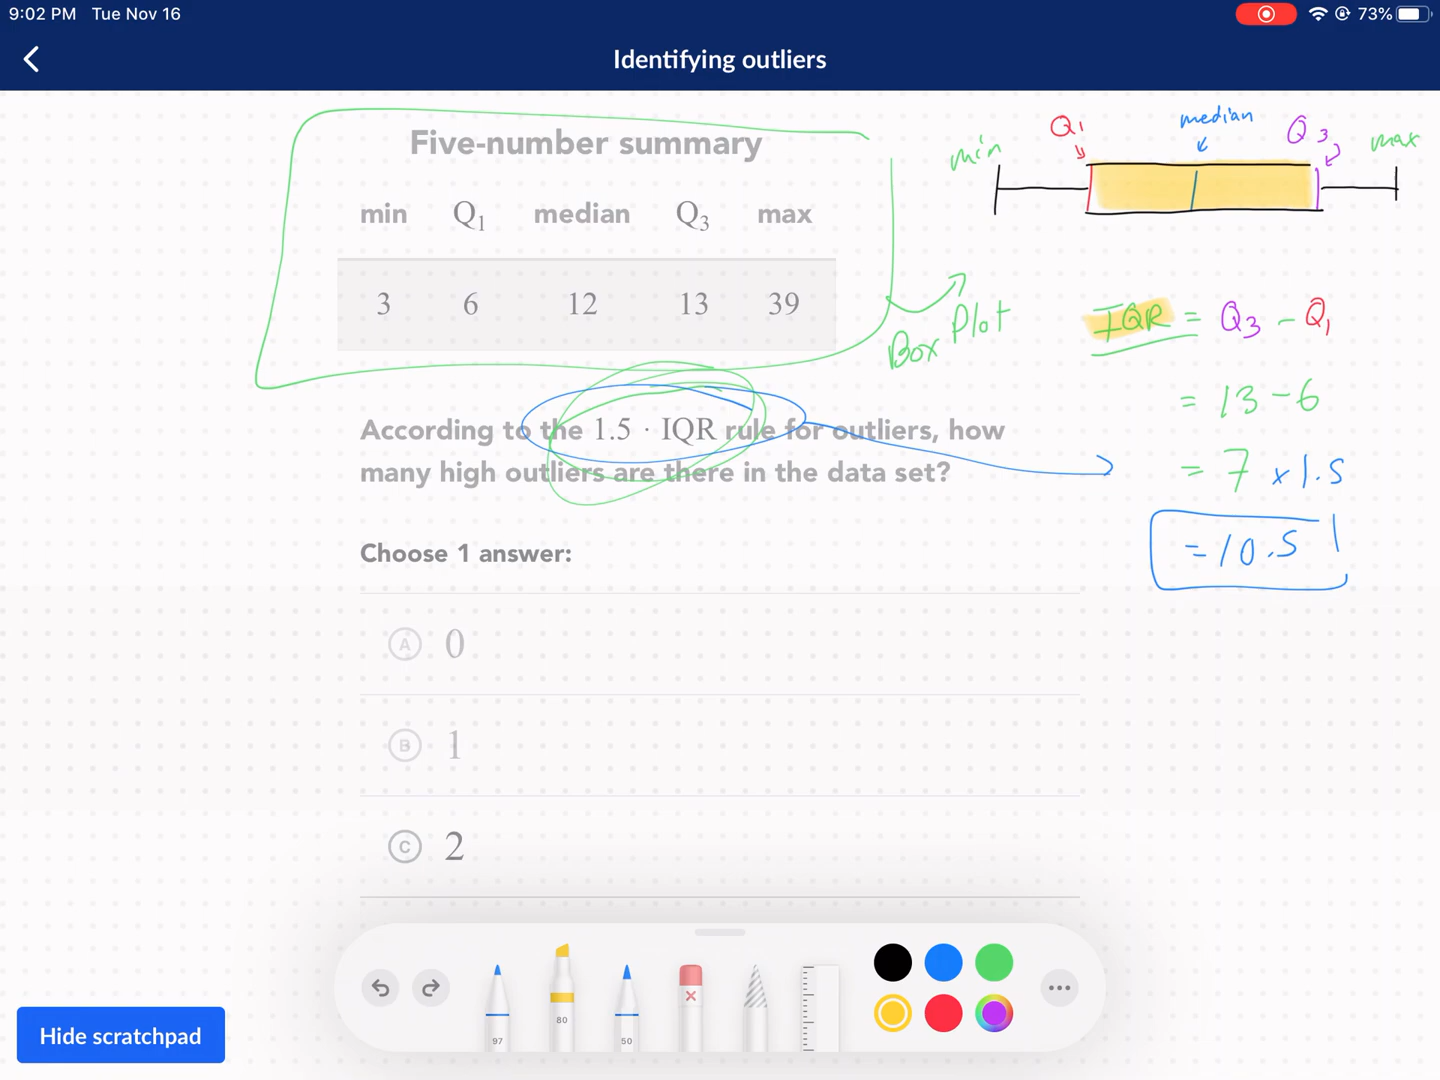 9:02 PM Tue Nov 16
73%
Identifying outliers
Five-number summary
min Q₁ median Q₃ max
3 6 12 13 39
min Q₁ median Q₃ max
Box Plot
IQR = Q₃ - Q₁
= 13 - 6
= 7 x 1.5
= 10.5
According to the 1.5 · IQR rule for outliers, how
many high outliers are there in the data set?
Choose 1 answer:
A 0
B 1
C 2
97 80 50
Hide scratchpad